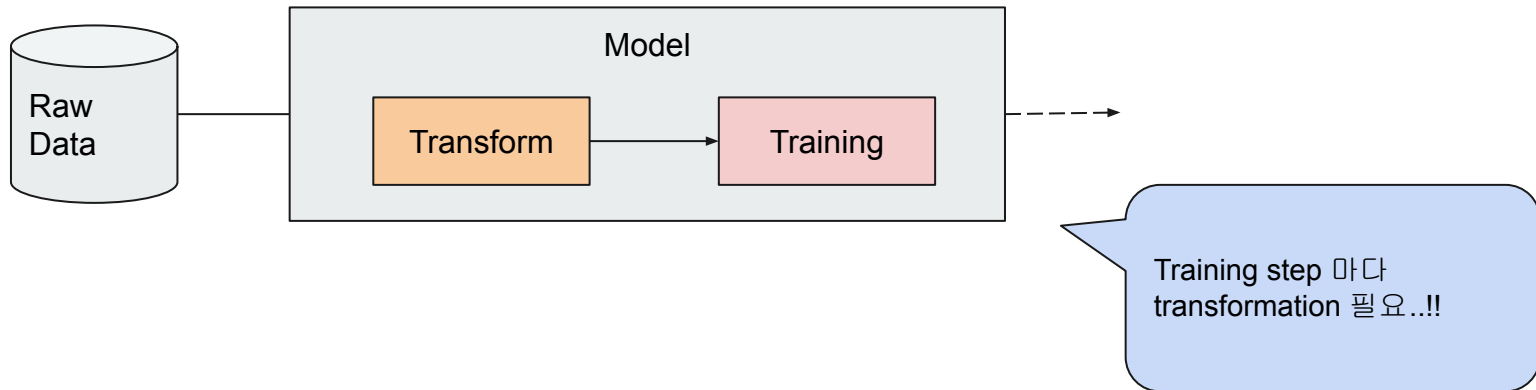 Model
Raw
Data
Transform
Training
Training step 마다
transformation 필요..!!